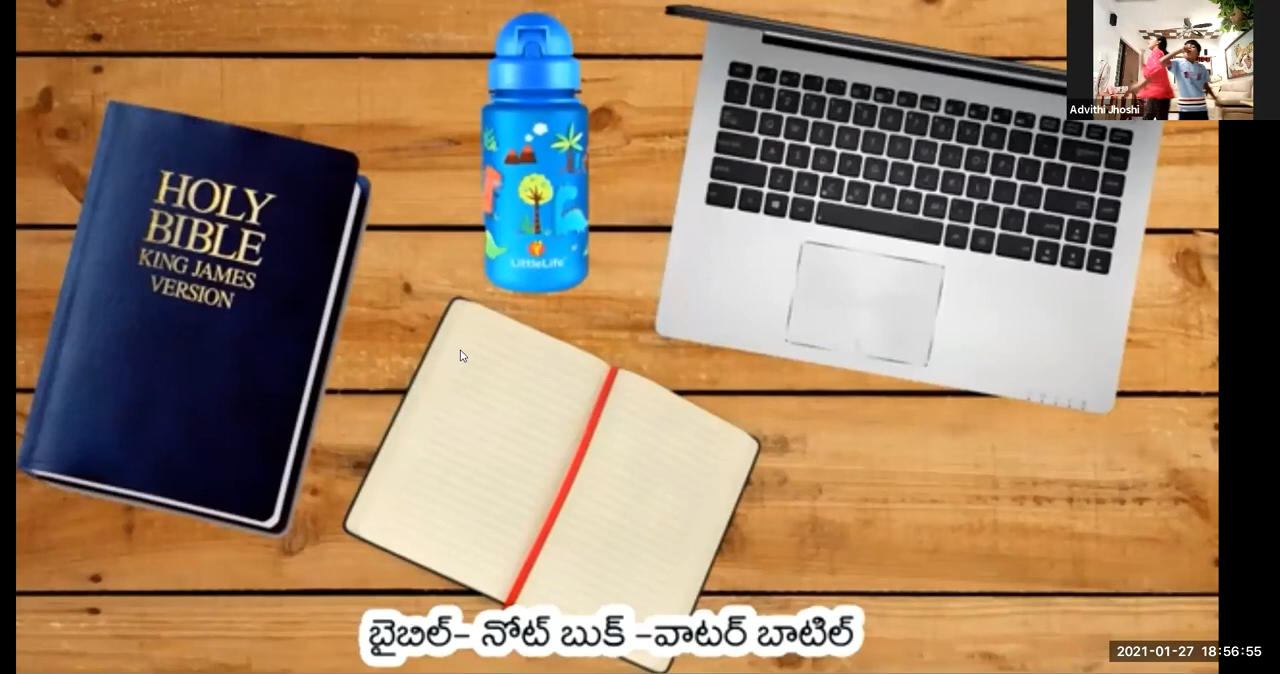 Advithi Jhoshi
HOLY
BIBLE
KING JAMES
VERSION
LittleLife
బైబిల్- నోట్ బుక్ -వాటర్ బాటిల్
2021-01-27 18:56:55